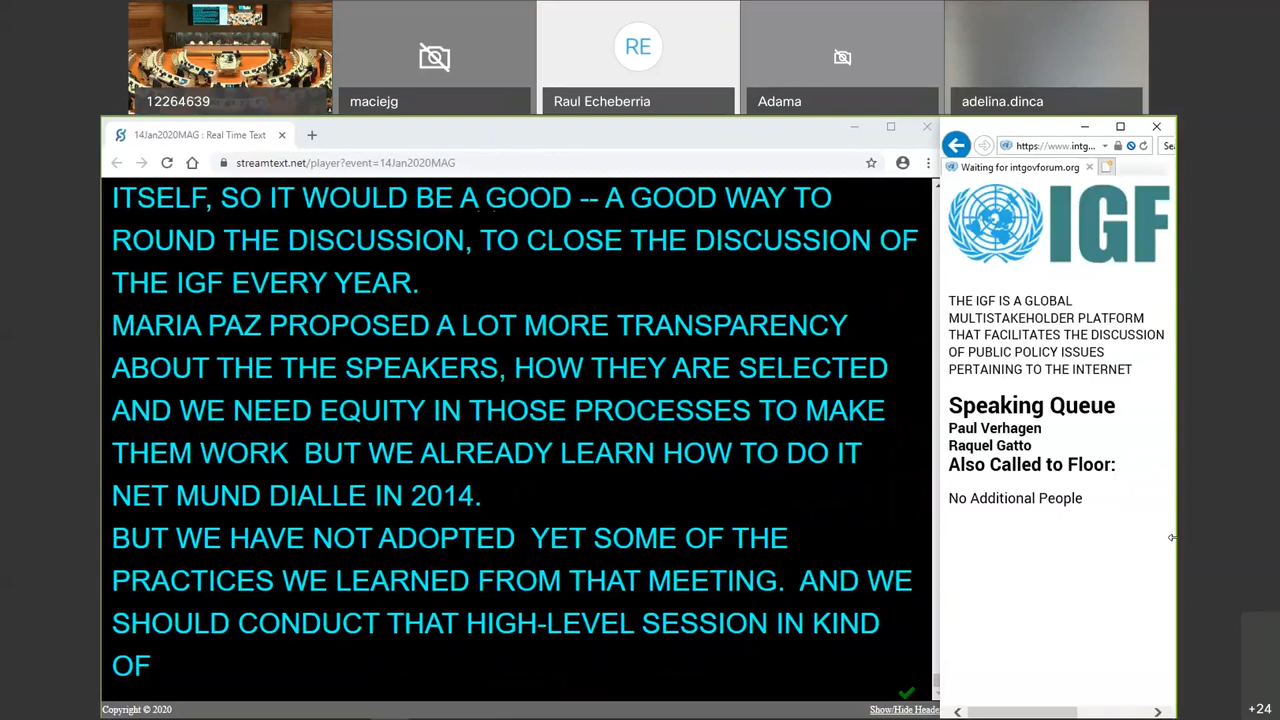 12264639
maciejg
RE
Raul Echeberria
Adama
adelina.dinca
14Jan2020MAG : Real Time Text
streamtext.net/player?event=14Jan2020MAG
ITSELF, SO IT WOULD BE A GOOD -- A GOOD WAY TO
ROUND THE DISCUSSION, TO CLOSE THE DISCUSSION OF
THE IGF EVERY YEAR.
MARIA PAZ PROPOSED A LOT MORE TRANSPARENCY
ABOUT THE THE SPEAKERS, HOW THEY ARE SELECTED
AND WE NEED EQUITY IN THOSE PROCESSES TO MAKE
THEM WORK  BUT WE ALREADY LEARN HOW TO DO IT
NET MUND DIALLE IN 2014.
BUT WE HAVE NOT ADOPTED  YET SOME OF THE
PRACTICES WE LEARNED FROM THAT MEETING.  AND WE
SHOULD CONDUCT THAT HIGH-LEVEL SESSION IN KIND
OF
Copyright © 2020
Show/Hide Heade
https://www.intg...
Sea
Waiting for intgovforum.org
IGF
THE IGF IS A GLOBAL
MULTISTAKEHOLDER PLATFORM
THAT FACILITATES THE DISCUSSION
OF PUBLIC POLICY ISSUES
PERTAINING TO THE INTERNET
Speaking Queue
Paul Verhagen
Raquel Gatto
Also Called to Floor:
No Additional People
+24